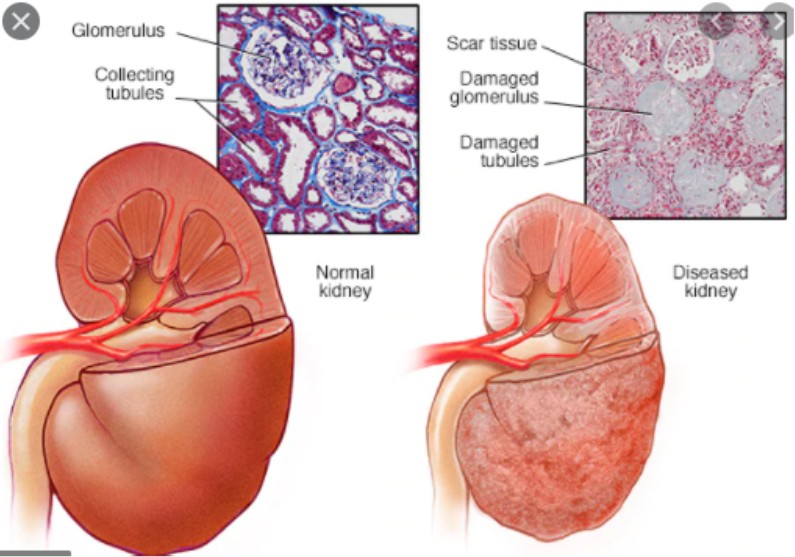 Glomerulus
Collecting
tubules
Scar tissue
Damaged
glomerulus
Damaged
tubules
Normal
kidney
Diseased
kidney